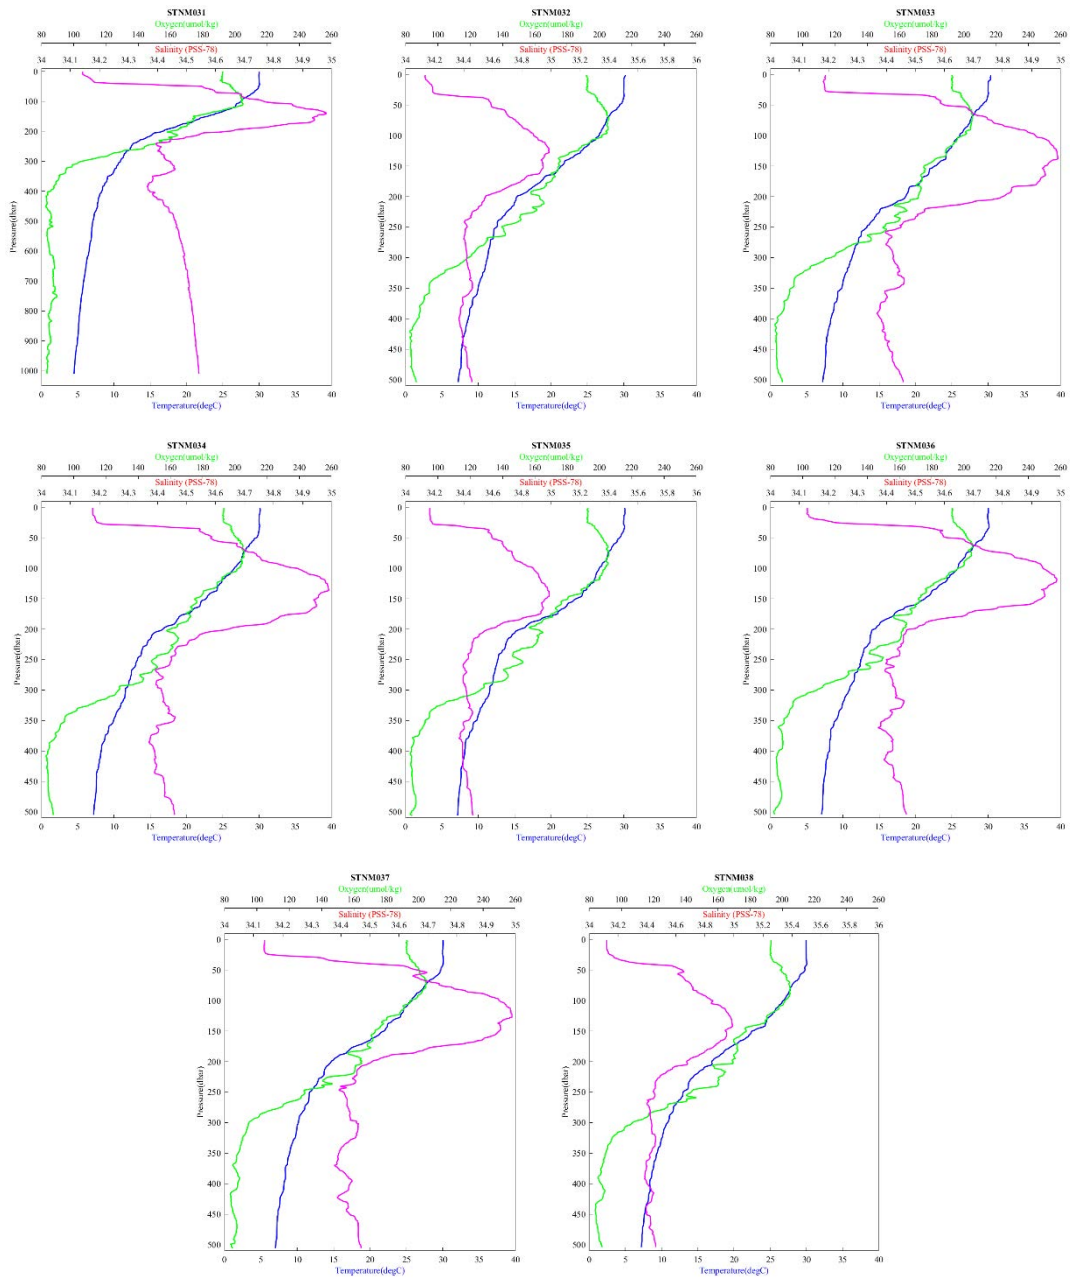 STNM031
Oxygen(umol/kg)
80 100 120 140 160 180 200 220 240 260
Salinity (PSS-78)
34 34.1 34.2 34.3 34.4 34.5 34.6 34.7 34.8 34.9 35
0
100
200
300
400
500
600
700
800
900
1000
Pressure(dbar)
0 5 10 15 20 25 30 35 40
Temperature(degC)
STNM032
Oxygen(umol/kg)
80 100 120 140 160 180 200 220 240 260
Salinity (PSS-78)
34 34.2 34.4 34.6 34.8 35 35.2 35.4 35.6 35.8 36
0
50
100
150
200
250
300
350
400
450
500
Pressure(dbar)
0 5 10 15 20 25 30 35 40
Temperature(degC)
STNM033
Oxygen(umol/kg)
80 100 120 140 160 180 200 220 240 260
Salinity (PSS-78)
34 34.1 34.2 34.3 34.4 34.5 34.6 34.7 34.8 34.9 35
0
50
100
150
200
250
300
350
400
450
500
Pressure(dbar)
0 5 10 15 20 25 30 35 40
Temperature(degC)
STNM034
Oxygen(umol/kg)
80 100 120 140 160 180 200 220 240 260
Salinity (PSS-78)
34 34.1 34.2 34.3 34.4 34.5 34.6 34.7 34.8 34.9 35
0
50
100
150
200
250
300
350
400
450
500
Pressure(dbar)
0 5 10 15 20 25 30 35 40
Temperature(degC)
STNM035
Oxygen(umol/kg)
80 100 120 140 160 180 200 220 240 260
Salinity (PSS-78)
34 34.2 34.4 34.6 34.8 35 35.2 35.4 35.6 35.8 36
0
50
100
150
200
250
300
350
400
450
500
Pressure(dbar)
0 5 10 15 20 25 30 35 40
Temperature(degC)
STNM036
Oxygen(umol/kg)
80 100 120 140 160 180 200 220 240 260
Salinity (PSS-78)
34 34.1 34.2 34.3 34.4 34.5 34.6 34.7 34.8 34.9 35
0
50
100
150
200
250
300
350
400
450
500
Pressure(dbar)
0 5 10 15 20 25 30 35 40
Temperature(degC)
STNM037
Oxygen(umol/kg)
80 100 120 140 160 180 200 220 240 260
Salinity (PSS-78)
34 34.1 34.2 34.3 34.4 34.5 34.6 34.7 34.8 34.9 35
0
50
100
150
200
250
300
350
400
450
500
Pressure(dbar)
0 5 10 15 20 25 30 35 40
Temperature(degC)
STNM038
Oxygen(umol/kg)
80 100 120 140 160 180 200 220 240 260
Salinity (PSS-78)
34 34.2 34.4 34.6 34.8 35 35.2 35.4 35.6 35.8 36
0
50
100
150
200
250
300
350
400
450
500
Pressure(dbar)
0 5 10 15 20 25 30 35 40
Temperature(degC)